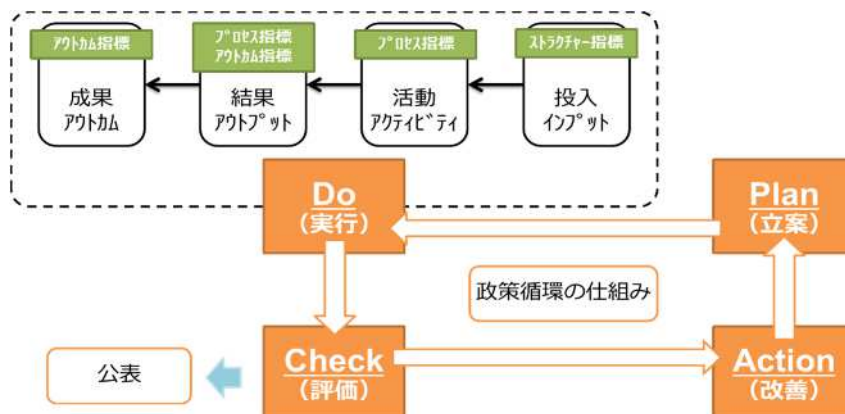 アウトカム指標
成果
アウトカム
プロセス指標
アウトカム指標
結果
アウトプット
プロセス指標
活動
アクティビティ
ストラクチャー指標
投入
インプット
Do
(実行)
Plan
(立案)
政策循環の仕組み
公表
Check
(評価)
Action
(改善)